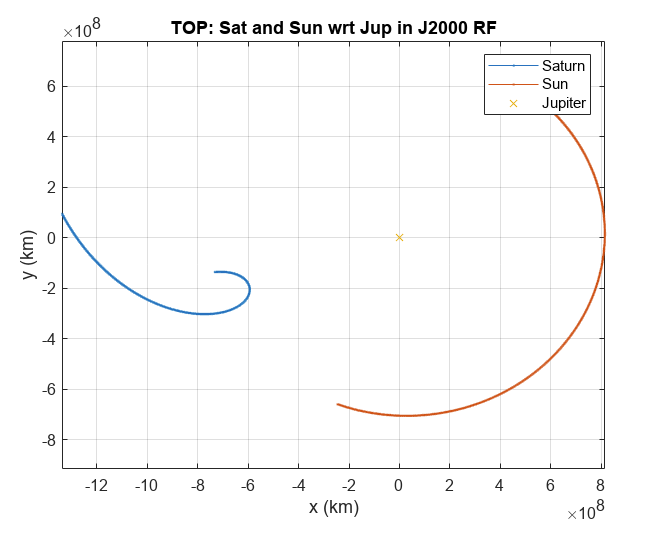 ×10^8
TOP: Sat and Sun wrt Jup in J2000 RF
Saturn
Sun
Jupiter
6
4
2
0
-2
-4
-6
-8
y (km)
-12 -10 -8 -6 -4 -2 0 2 4 6 8
x (km)
×10^8